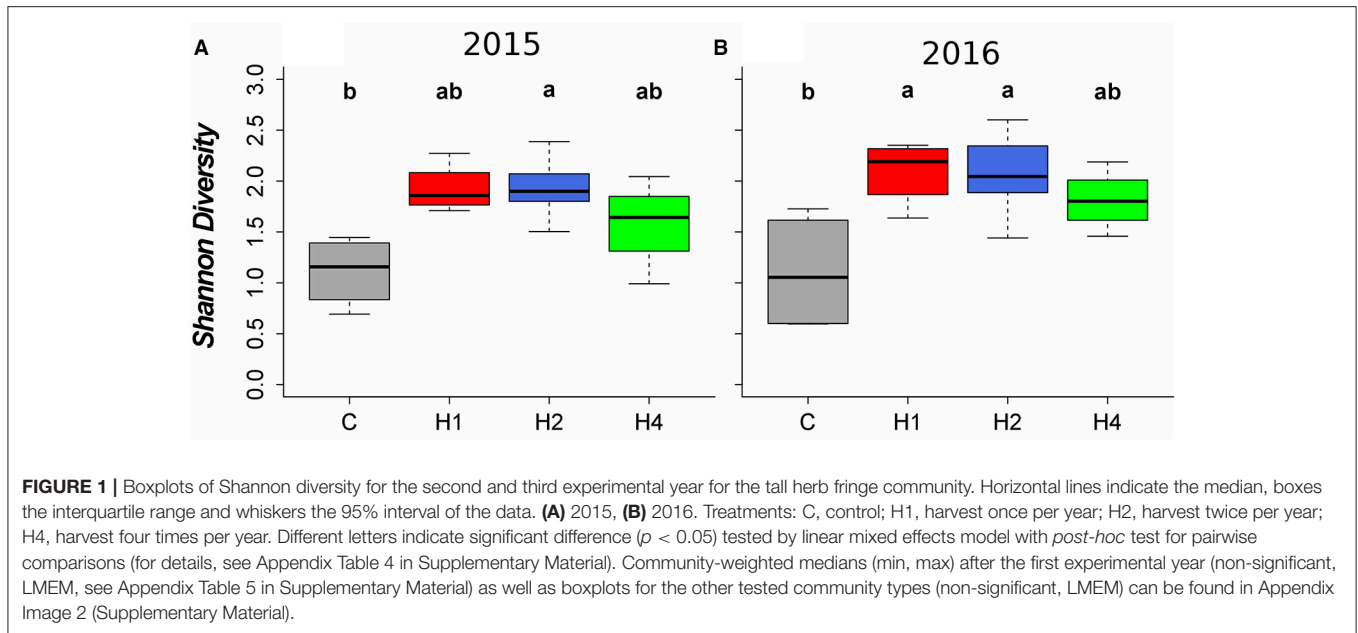 A 2015 B 2016
3.0 b ab a ab b a a ab
2.5
2.0
1.5
1.0
0.5
0.0
Shannon Diversity
C H1 H2 H4 C H1 H2 H4
FIGURE 1 | Boxplots of Shannon diversity for the second and third experimental year for the tall herb fringe community. Horizontal lines indicate the median, boxes
the interquartile range and whiskers the 95% interval of the data. (A) 2015, (B) 2016. Treatments: C, control; H1, harvest once per year; H2, harvest twice per year;
H4, harvest four times per year. Different letters indicate significant difference (p < 0.05) tested by linear mixed effects model with post-hoc test for pairwise
comparisons (for details, see Appendix Table 4 in Supplementary Material). Community-weighted medians (min, max) after the first experimental year (non-significant,
LMEM, see Appendix Table 5 in Supplementary Material) as well as boxplots for the other tested community types (non-significant, LMEM) can be found in Appendix
Image 2 (Supplementary Material).